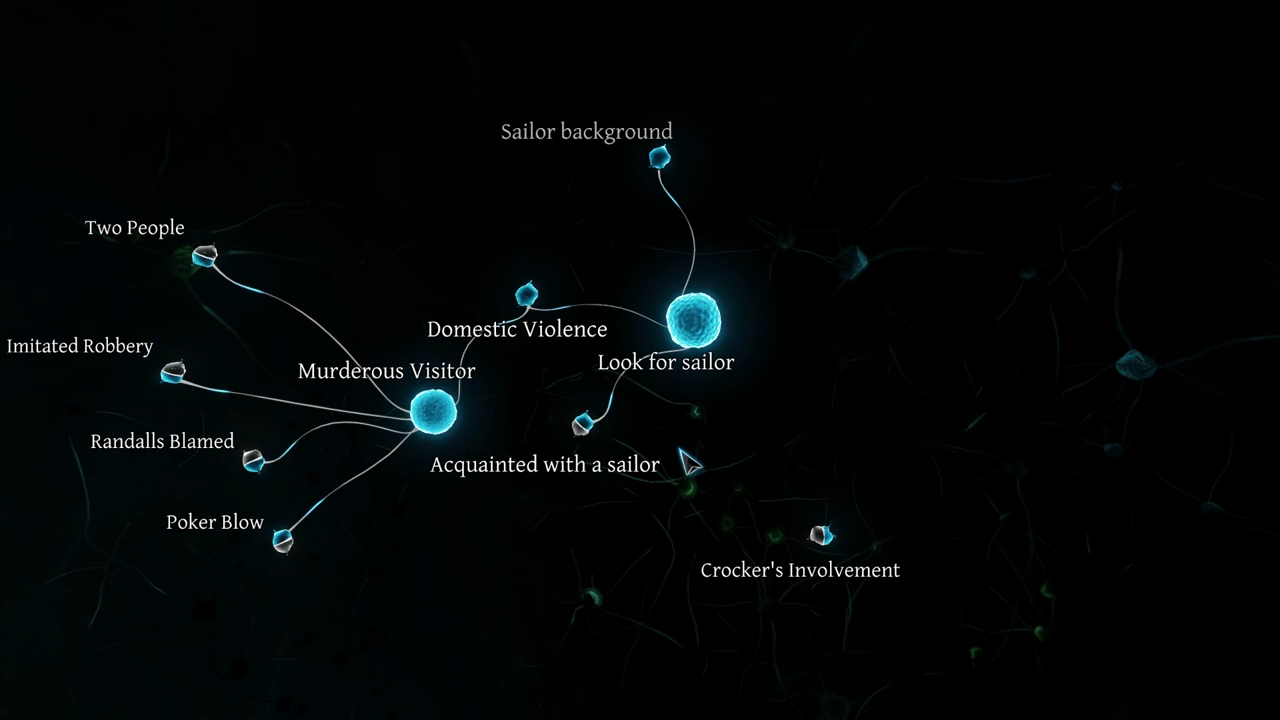 Sailor background
Two People
Domestic Violence
Imitated Robbery
Look for sailor
Murderous Visitor
Randalls Blamed
Acquainted with a sailor
Poker Blow
Crocker's Involvement